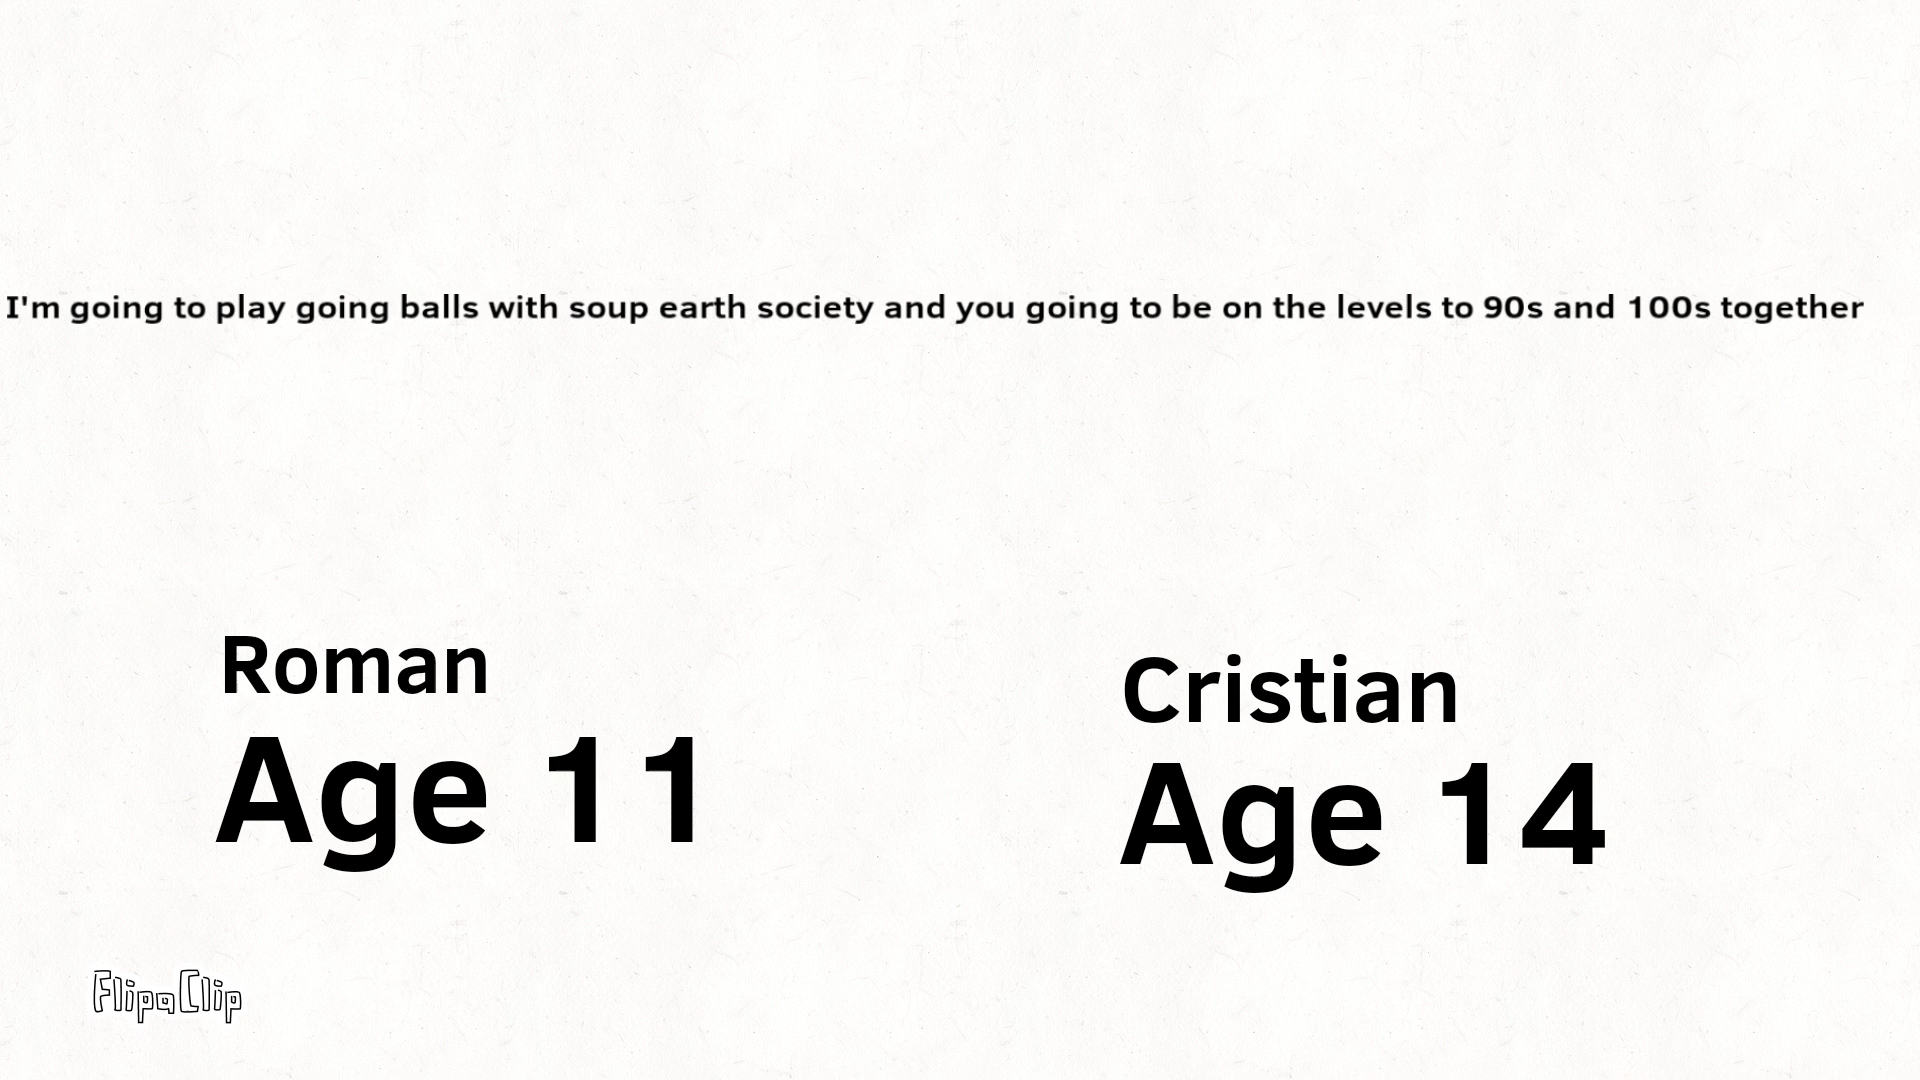 I'm going to play going balls with soup earth society and you going to be on the levels to 90s and 100s together
Roman
Age 11
Cristian
Age 14
FlipaClip